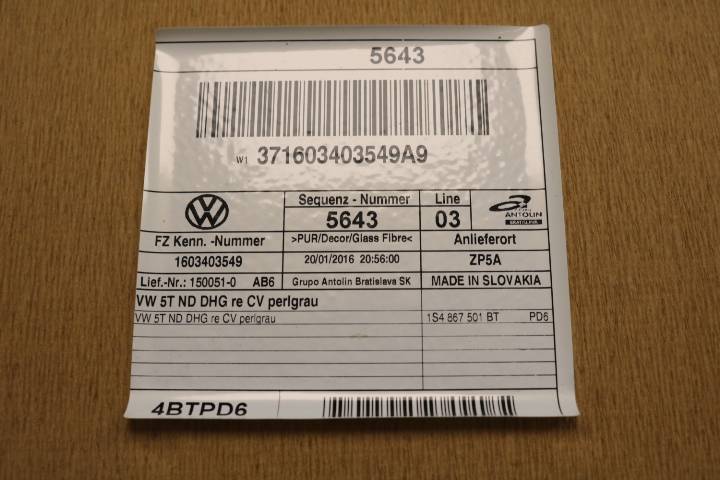 5643
W1 371603403549A9
Sequenz - Nummer Line
5643 03
ANTOLIN
BRATISLAVA
FZ Kenn. -Nummer >PUR/Decor/Glass Fibre< Anlieferort
1603403549 20/01/2016 20:56:00 ZP5A
Lief.-Nr.: 150051-0 AB6 Grupo Antolin Bratislava SK MADE IN SLOVAKIA
VW 5T ND DHG re CV perlgrau
VW 5T ND DHG re CV perlgrau 1S4 867 501 BT PD6
4BTPD6